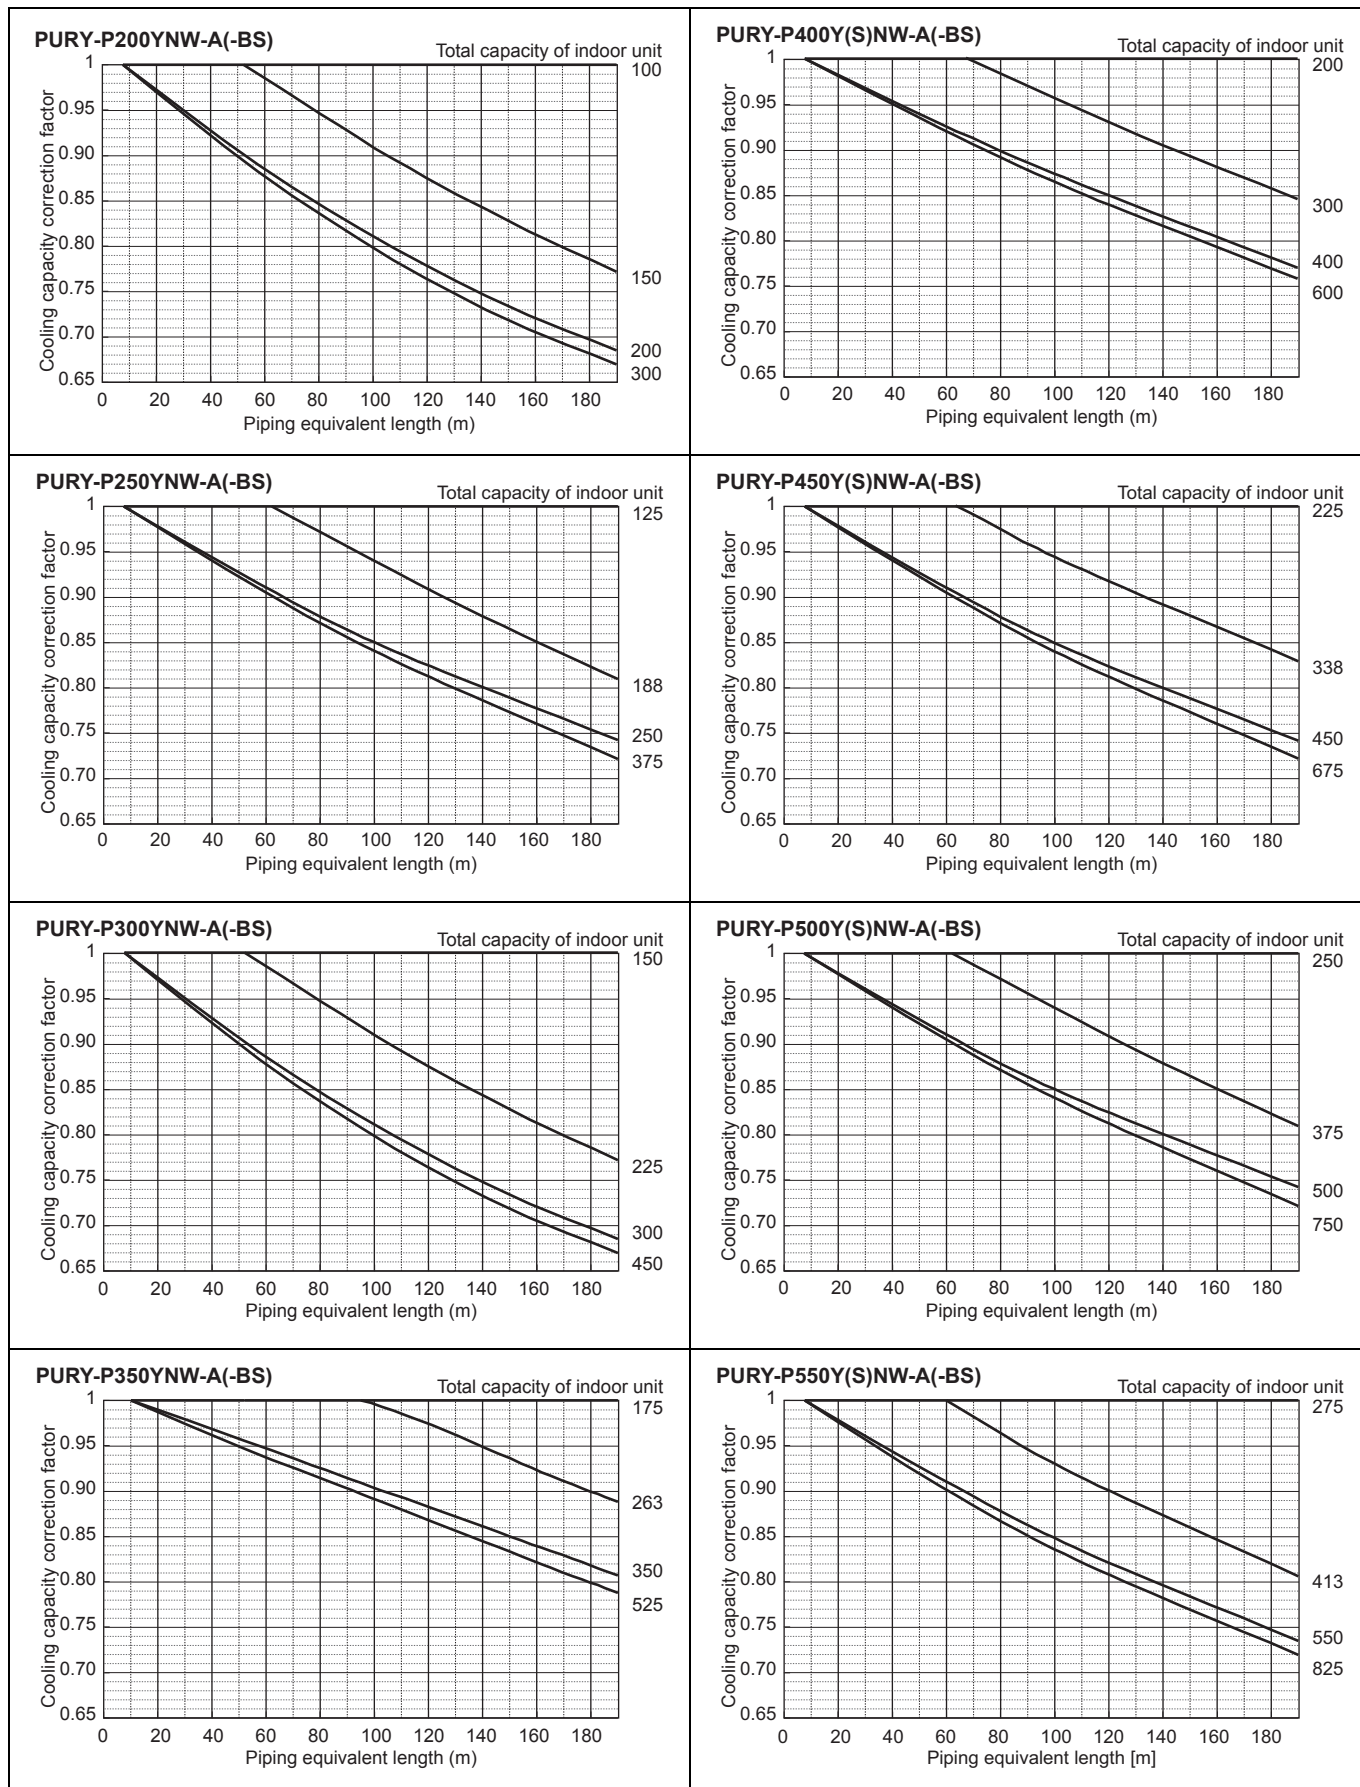 PURY-P200YNW-A(-BS)
Total capacity of indoor unit
Cooling capacity correction factor
1
0.95
0.90
0.85
0.80
0.75
0.70
0.65
100
150
200
300
0 20 40 60 80 100 120 140 160 180
Piping equivalent length (m)
PURY-P400Y(S)NW-A(-BS)
Total capacity of indoor unit
Cooling capacity correction factor
1
0.95
0.90
0.85
0.80
0.75
0.70
0.65
200
300
400
600
0 20 40 60 80 100 120 140 160 180
Piping equivalent length (m)
PURY-P250YNW-A(-BS)
Total capacity of indoor unit
Cooling capacity correction factor
1
0.95
0.90
0.85
0.80
0.75
0.70
0.65
125
188
250
375
0 20 40 60 80 100 120 140 160 180
Piping equivalent length (m)
PURY-P450Y(S)NW-A(-BS)
Total capacity of indoor unit
Cooling capacity correction factor
1
0.95
0.90
0.85
0.80
0.75
0.70
0.65
225
338
450
675
0 20 40 60 80 100 120 140 160 180
Piping equivalent length (m)
PURY-P300YNW-A(-BS)
Total capacity of indoor unit
Cooling capacity correction factor
1
0.95
0.90
0.85
0.80
0.75
0.70
0.65
150
225
300
450
0 20 40 60 80 100 120 140 160 180
Piping equivalent length (m)
PURY-P500Y(S)NW-A(-BS)
Total capacity of indoor unit
Cooling capacity correction factor
1
0.95
0.90
0.85
0.80
0.75
0.70
0.65
250
375
500
750
0 20 40 60 80 100 120 140 160 180
Piping equivalent length (m)
PURY-P350YNW-A(-BS)
Total capacity of indoor unit
Cooling capacity correction factor
1
0.95
0.90
0.85
0.80
0.75
0.70
0.65
175
263
350
525
0 20 40 60 80 100 120 140 160 180
Piping equivalent length (m)
PURY-P550Y(S)NW-A(-BS)
Total capacity of indoor unit
Cooling capacity correction factor
1
0.95
0.90
0.85
0.80
0.75
0.70
0.65
275
413
550
825
0 20 40 60 80 100 120 140 160 180
Piping equivalent length [m]